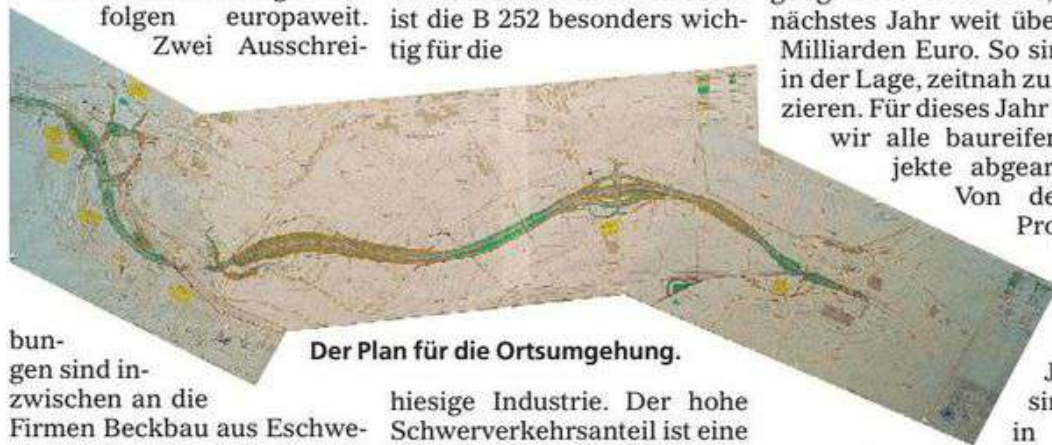 folgen europaweit.
Zwei Ausschrei-
bun-
gen sind in-
zwischen an die
Firmen Beckbau aus Eschwe-
ist die B 252 besonders wich-
tig für die
Der Plan für die Ortsumgehung.
hiesige Industrie. Der hohe
Schwerverkehrsanteil ist eine
nächstes Jahr weit übe
Milliarden Euro. So sin
in der Lage, zeitnah zu
zieren. Für dieses Jahr
wir alle baureifen
jekte abgear
Von de
Pro
J
sin
in